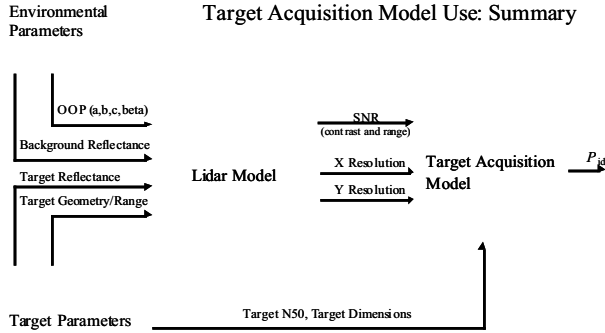 Environmental
Parameters
Target Acquisition Model Use: Summary
OOP (a,b,c,beta)
Background Reflectance
Target Reflectance
Target Geometry/Range
Lidar Model
SNR
(contrast and range)
X Resolution
Y Resolution
Target Acquisition
Model
Pid
Target Parameters
Target N50, Target Dimensions